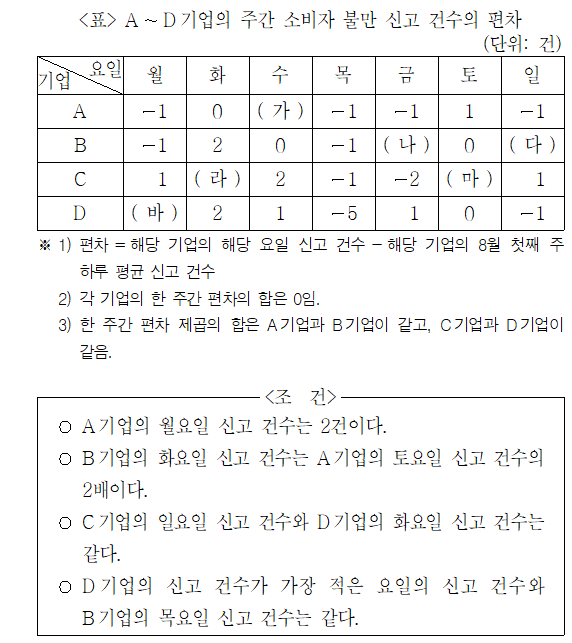 <표> A～D기업의 주간 소비자 불만 신고 건수의 편차
(단위: 건)
요일 기업 월 화 수 목 금 토 일
A －1 0 (가) －1 －1 1 －1
B －1 2 0 －1 (나) 0 (다)
C 1 (라) 2 －1 －2 (마) 1
D (바) 2 1 －5 1 0 －1
※ 1) 편차 = 해당 기업의 해당 요일 신고 건수 － 해당 기업의 8월 첫째 주
하루 평균 신고 건수
2) 각 기업의 한 주간 편차의 합은 0임.
3) 한 주간 편차 제곱의 합은 A기업과 B기업이 같고, C기업과 D기업이
같음.
<조 건>
○ A기업의 월요일 신고 건수는 2건이다.
○ B기업의 화요일 신고 건수는 A기업의 토요일 신고 건수의
2배이다.
○ C기업의 일요일 신고 건수와 D기업의 화요일 신고 건수는
같다.
○ D기업의 신고 건수가 가장 적은 요일의 신고 건수와
B기업의 목요일 신고 건수는 같다.